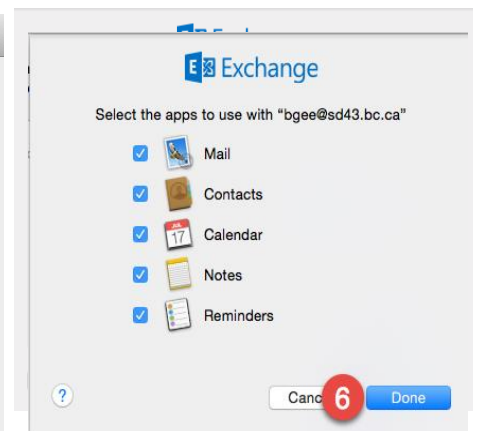 Exchange
Select the apps to use with “bgee@sd43.bc.ca”
Mail
Contacts
JUL
17
Calendar
Notes
Reminders
?
Canc
6
Done